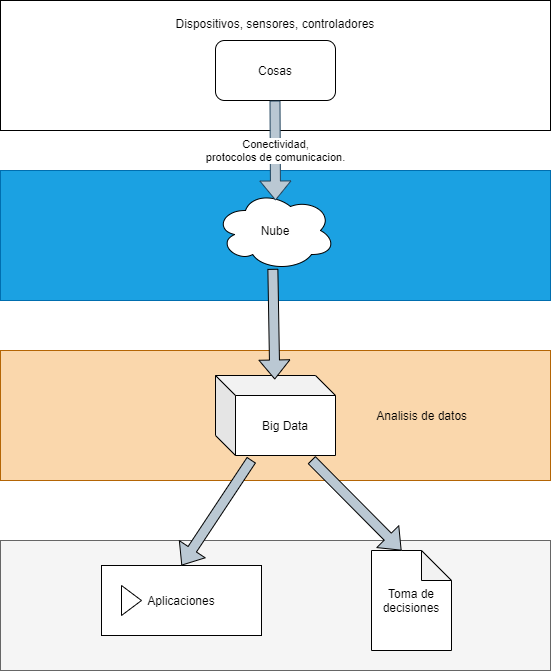 Dispositivos, sensores, controladores
Cosas
Conectividad,
protocolos de comunicacion.
Nube
Big Data
Analisis de datos
Aplicaciones
Toma de
decisiones